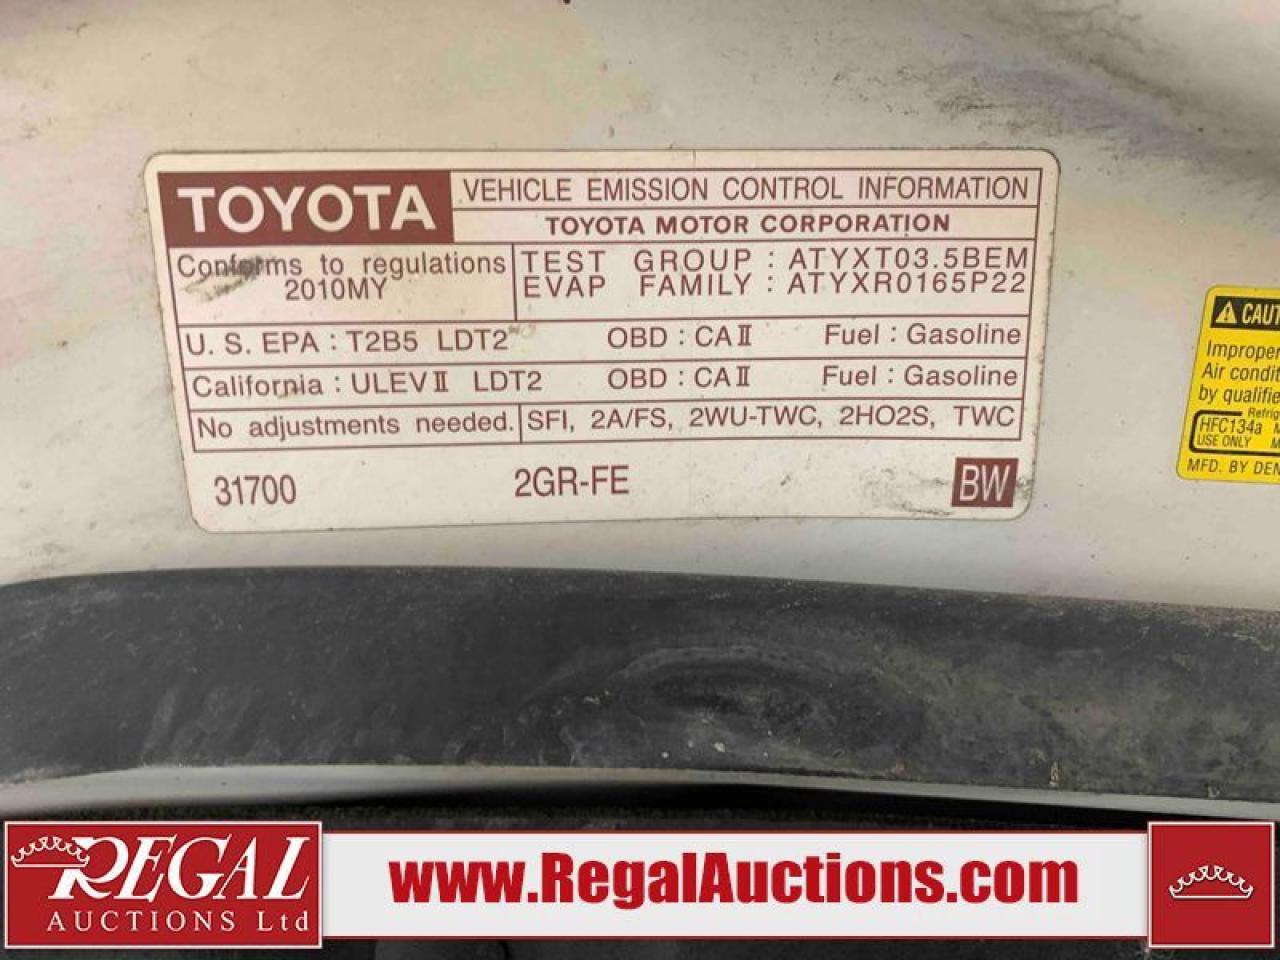 TOYOTA
VEHICLE EMISSION CONTROL INFORMATION
TOYOTA MOTOR CORPORATION
Conforms to regulations
2010MY
TEST GROUP : ATYXT03.5BEM
EVAP FAMILY : ATYXR0165P22
U. S. EPA : T2B5 LDT2 OBD : CAⅡ Fuel : Gasoline
California : ULEVⅡ LDT2 OBD : CAⅡ Fuel : Gasoline
No adjustments needed. SFI, 2A/FS, 2WU-TWC, 2HO2S, TWC
31700 2GR-FE BW
CAUT
Improper
Air condit
by qualifie
Refrig
HFC134a M
USE ONLY M
MFD. BY DEN
REGAL
AUCTIONS Ltd
www.RegalAuctions.com